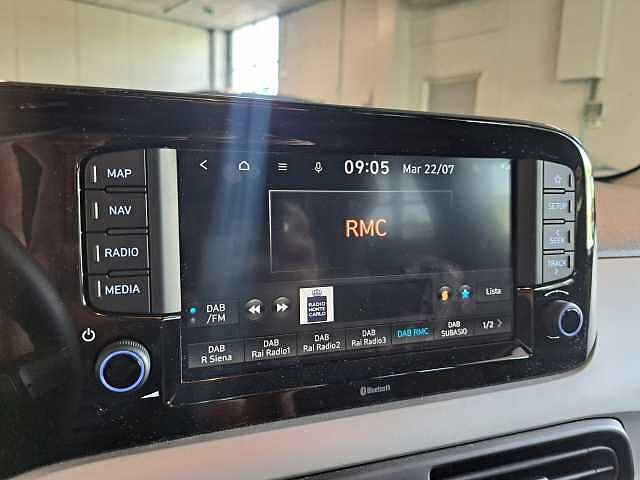 MAP
NAV
RADIO
MEDIA
09:05 Mar 22/07
RMC
DAB
/FM
RADIO
MONTE
CARLO
Lista
DAB
R Siena
DAB
Rai Radio1
DAB
Rai Radio2
DAB
Rai Radio3
DAB RMC
DAB
SUBASIO
1/2 >
SETUP
<
SEEK
TRACK
>
Bluetooth